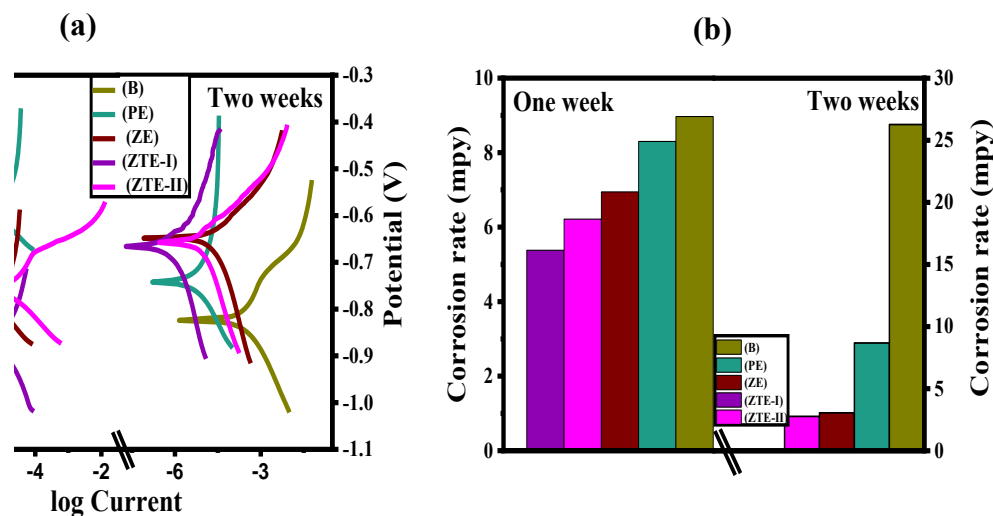 (a)
(B)
(PE)
(ZE)
(ZTE-I)
(ZTE-II)
Two weeks
-0.3
-0.4
-0.5
-0.6
-0.7
-0.8
-0.9
-1.0
-1.1
Potential (V)
-4
-2
-6
-3
log Current
(b)
One week
Two weeks
10
8
6
4
2
0
Corrosion rate (mpy)
(B)
(PE)
(ZE)
(ZTE-I)
(ZTE-II)
30
25
20
15
10
5
0
Corrosion rate (mpy)